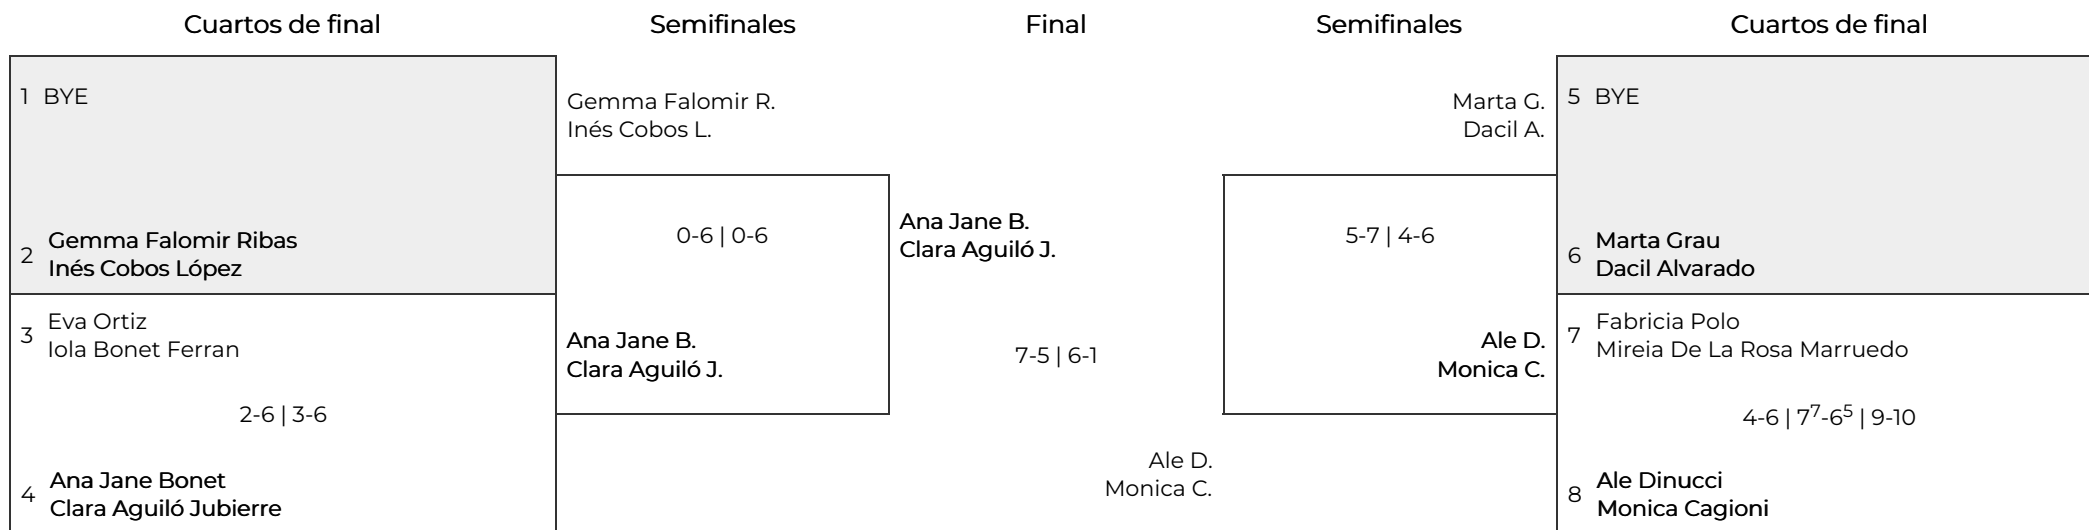 Cuartos de final
Semifinales
Final
Semifinales
Cuartos de final
1 BYE
2 Gemma Falomir Ribas
Inés Cobos López
3 Eva Ortiz
Iola Bonet Ferran
2-6 | 3-6
4 Ana Jane Bonet
Clara Aguiló Jubierre
Gemma Falomir R.
Inés Cobos L.
0-6 | 0-6
Ana Jane B.
Clara Aguiló J.
Ana Jane B.
Clara Aguiló J.
7-5 | 6-1
Ale D.
Monica C.
Marta G.
Dacil A.
5-7 | 4-6
Ale D.
Monica C.
5 BYE
6 Marta Grau
Dacil Alvarado
7 Fabricia Polo
Mireia De La Rosa Marruedo
4-6 | 7⁷-6⁵ | 9-10
8 Ale Dinucci
Monica Cagioni